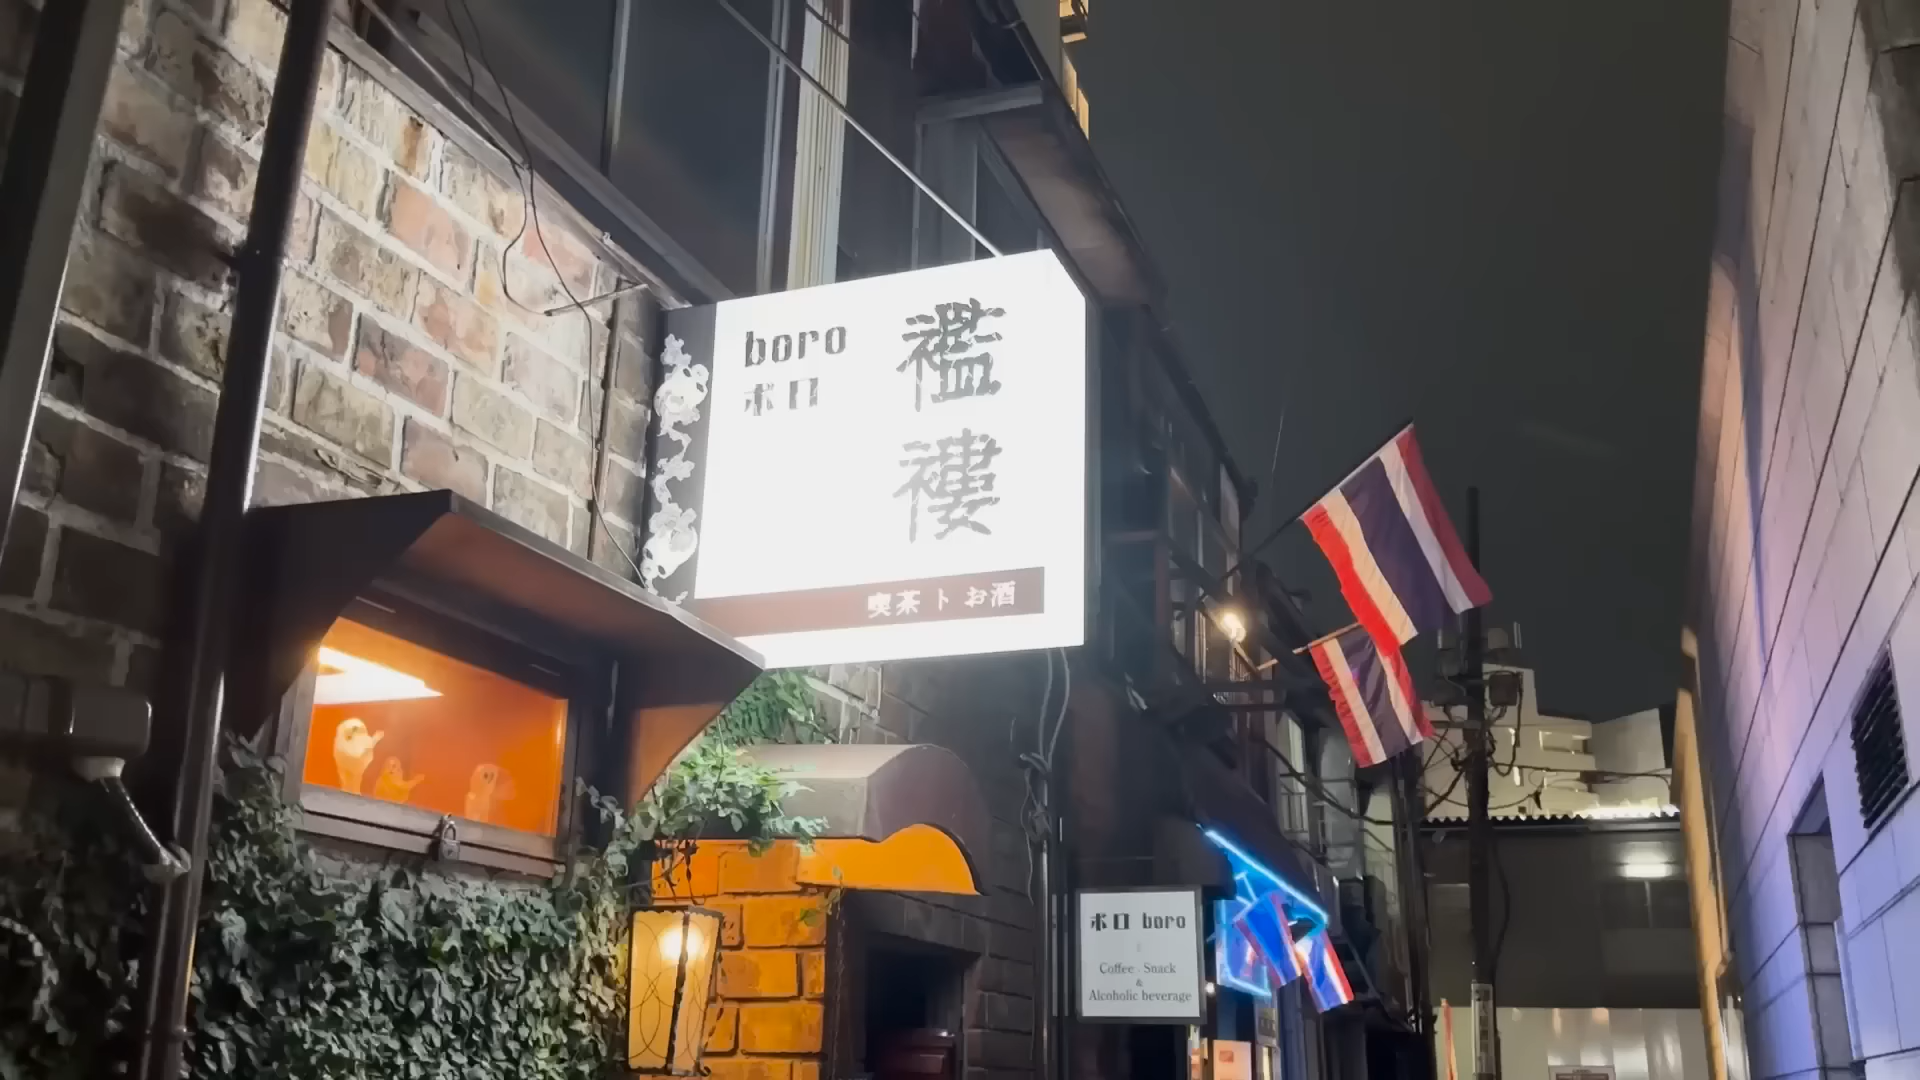 boro
ボロ
襤褸
喫茶トお酒
ボロ boro
Coffee . Snack
&
Alcoholic beverage